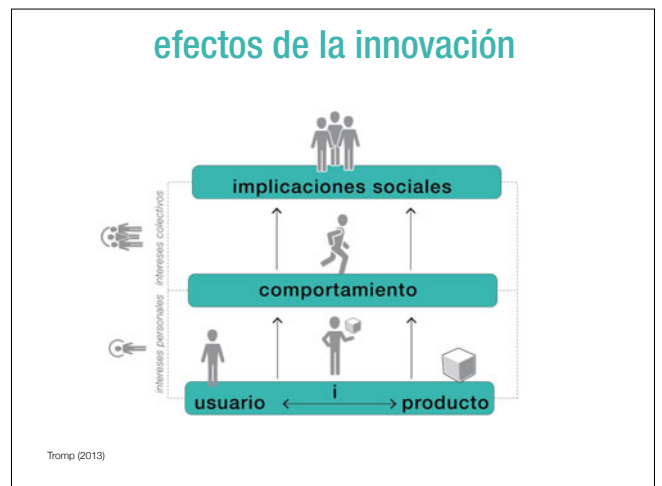 efectos de la innovación
implicaciones sociales
intereses colectivos
comportamiento
intereses personales
i
usuario producto
Tromp (2013)